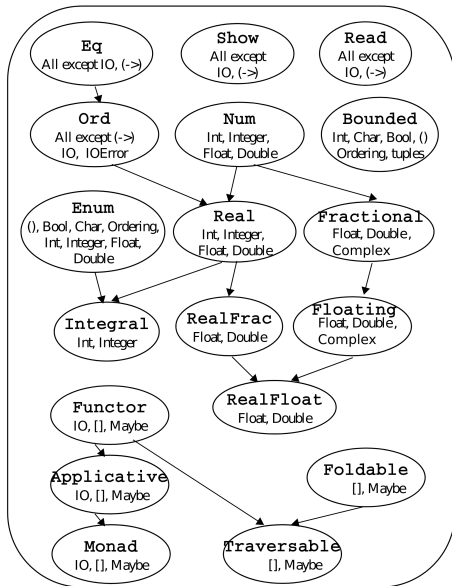 Eq
All except IO, (->)
Show
All except
IO, (->)
Read
All except
IO, (->)
Ord
All except (->)
IO, IOError
Num
Int, Integer,
Float, Double
Bounded
Int, Char, Bool, ()
Ordering, tuples
Enum
(), Bool, Char, Ordering,
Int, Integer, Float,
Double
Real
Int, Integer,
Float, Double
Fractional
Float, Double,
Complex
Integral
Int, Integer
RealFrac
Float, Double
Floating
Float, Double,
Complex
RealFloat
Float, Double
Functor
IO, [], Maybe
Applicative
IO, [], Maybe
Foldable
[], Maybe
Monad
IO, [], Maybe
Traversable
[], Maybe